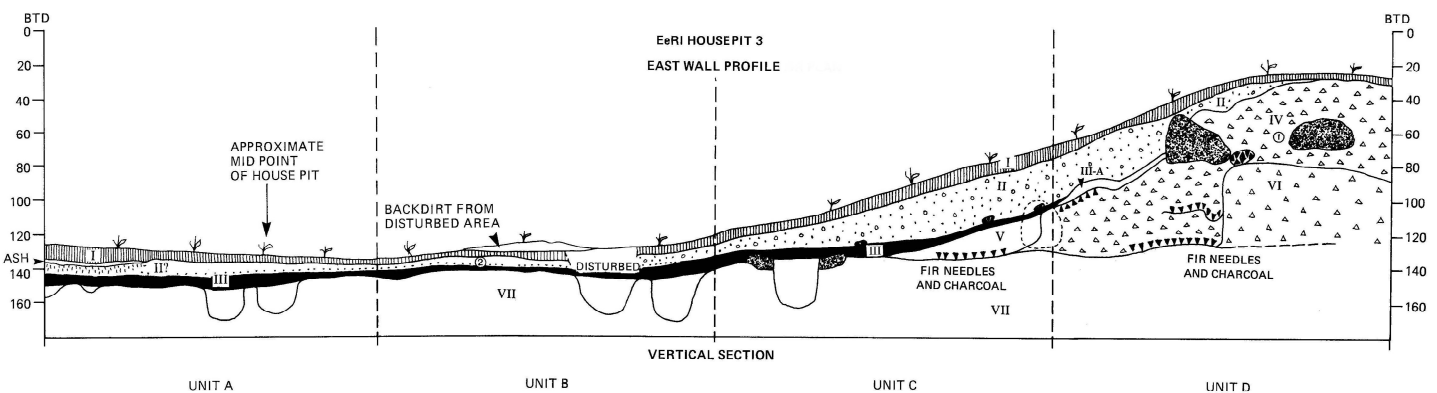 BTD
BTD
0
20
40
60
80
100
120
ASH
140
160
0
20
40
60
80
100
120
140
160
EeRl HOUSEPIT 3
EAST WALL PROFILE
APPROXIMATE
MID POINT
OF HOUSE PIT
BACKDIRT FROM
DISTURBED AREA
I
II?
III
2
DISTURBED
VII
I
II
III
V
FIR NEEDLES
AND CHARCOAL
VII
III-A
II
IV
1
VI
FIR NEEDLES
AND CHARCOAL
VERTICAL SECTION
UNIT A
UNIT B
UNIT C
UNIT D